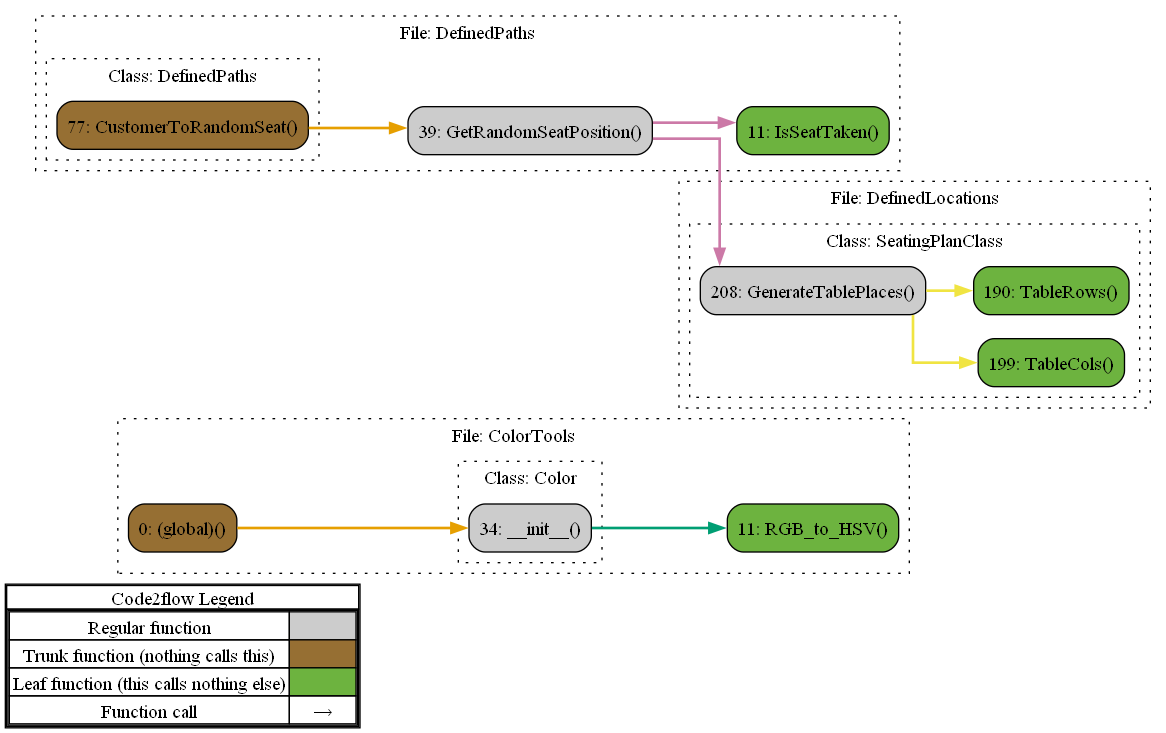 File: DefinedPaths
Class: DefinedPaths
77: CustomerToRandomSeat()
39: GetRandomSeatPosition()
11: IsSeatTaken()
File: DefinedLocations
Class: SeatingPlanClass
208: GenerateTablePlaces()
190: TableRows()
199: TableCols()
File: ColorTools
Class: Color
0: (global)()
34: __init__()
11: RGB_to_HSV()
Code2flow Legend
Regular function
Trunk function (nothing calls this)
Leaf function (this calls nothing else)
Function call →